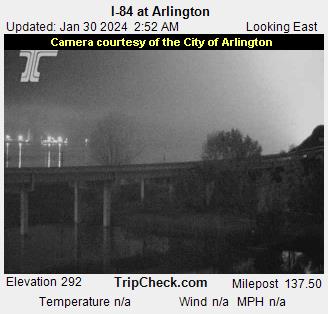 I-84 at Arlington
Updated: Jan 30 2024 2:52 AM Looking East
Camera courtesy of the City of Arlington
Elevation 292 TripCheck.com Milepost 137.50
Temperature n/a Wind n/a MPH n/a